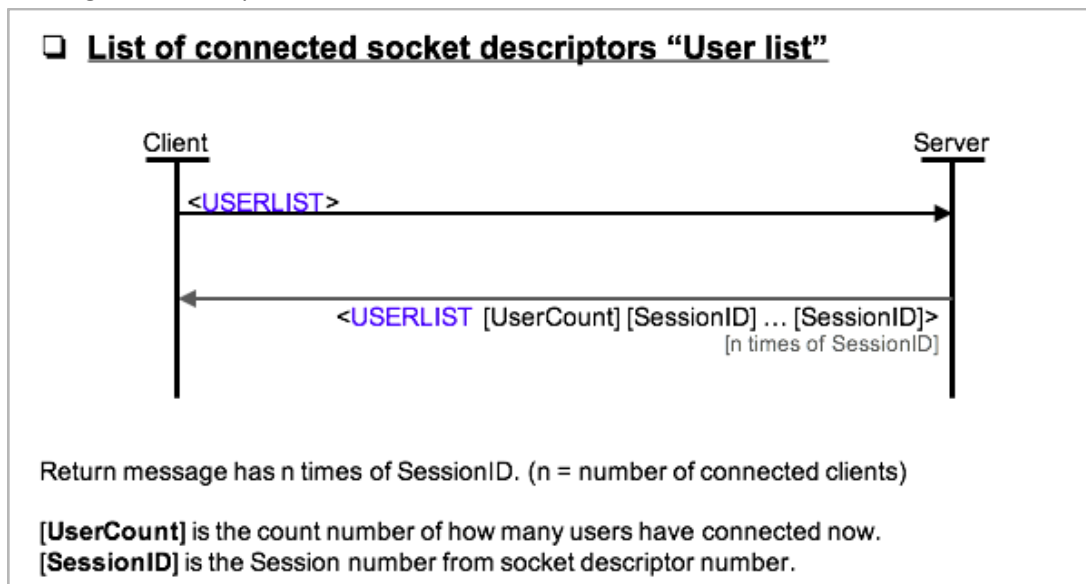 ❑ List of connected socket descriptors “User list”
Client Server
<USERLIST>
<USERLIST [UserCount] [SessionID] … [SessionID]>
[n times of SessionID]
Return message has n times of SessionID. (n = number of connected clients)
[UserCount] is the count number of how many users have connected now.
[SessionID] is the Session number from socket descriptor number.